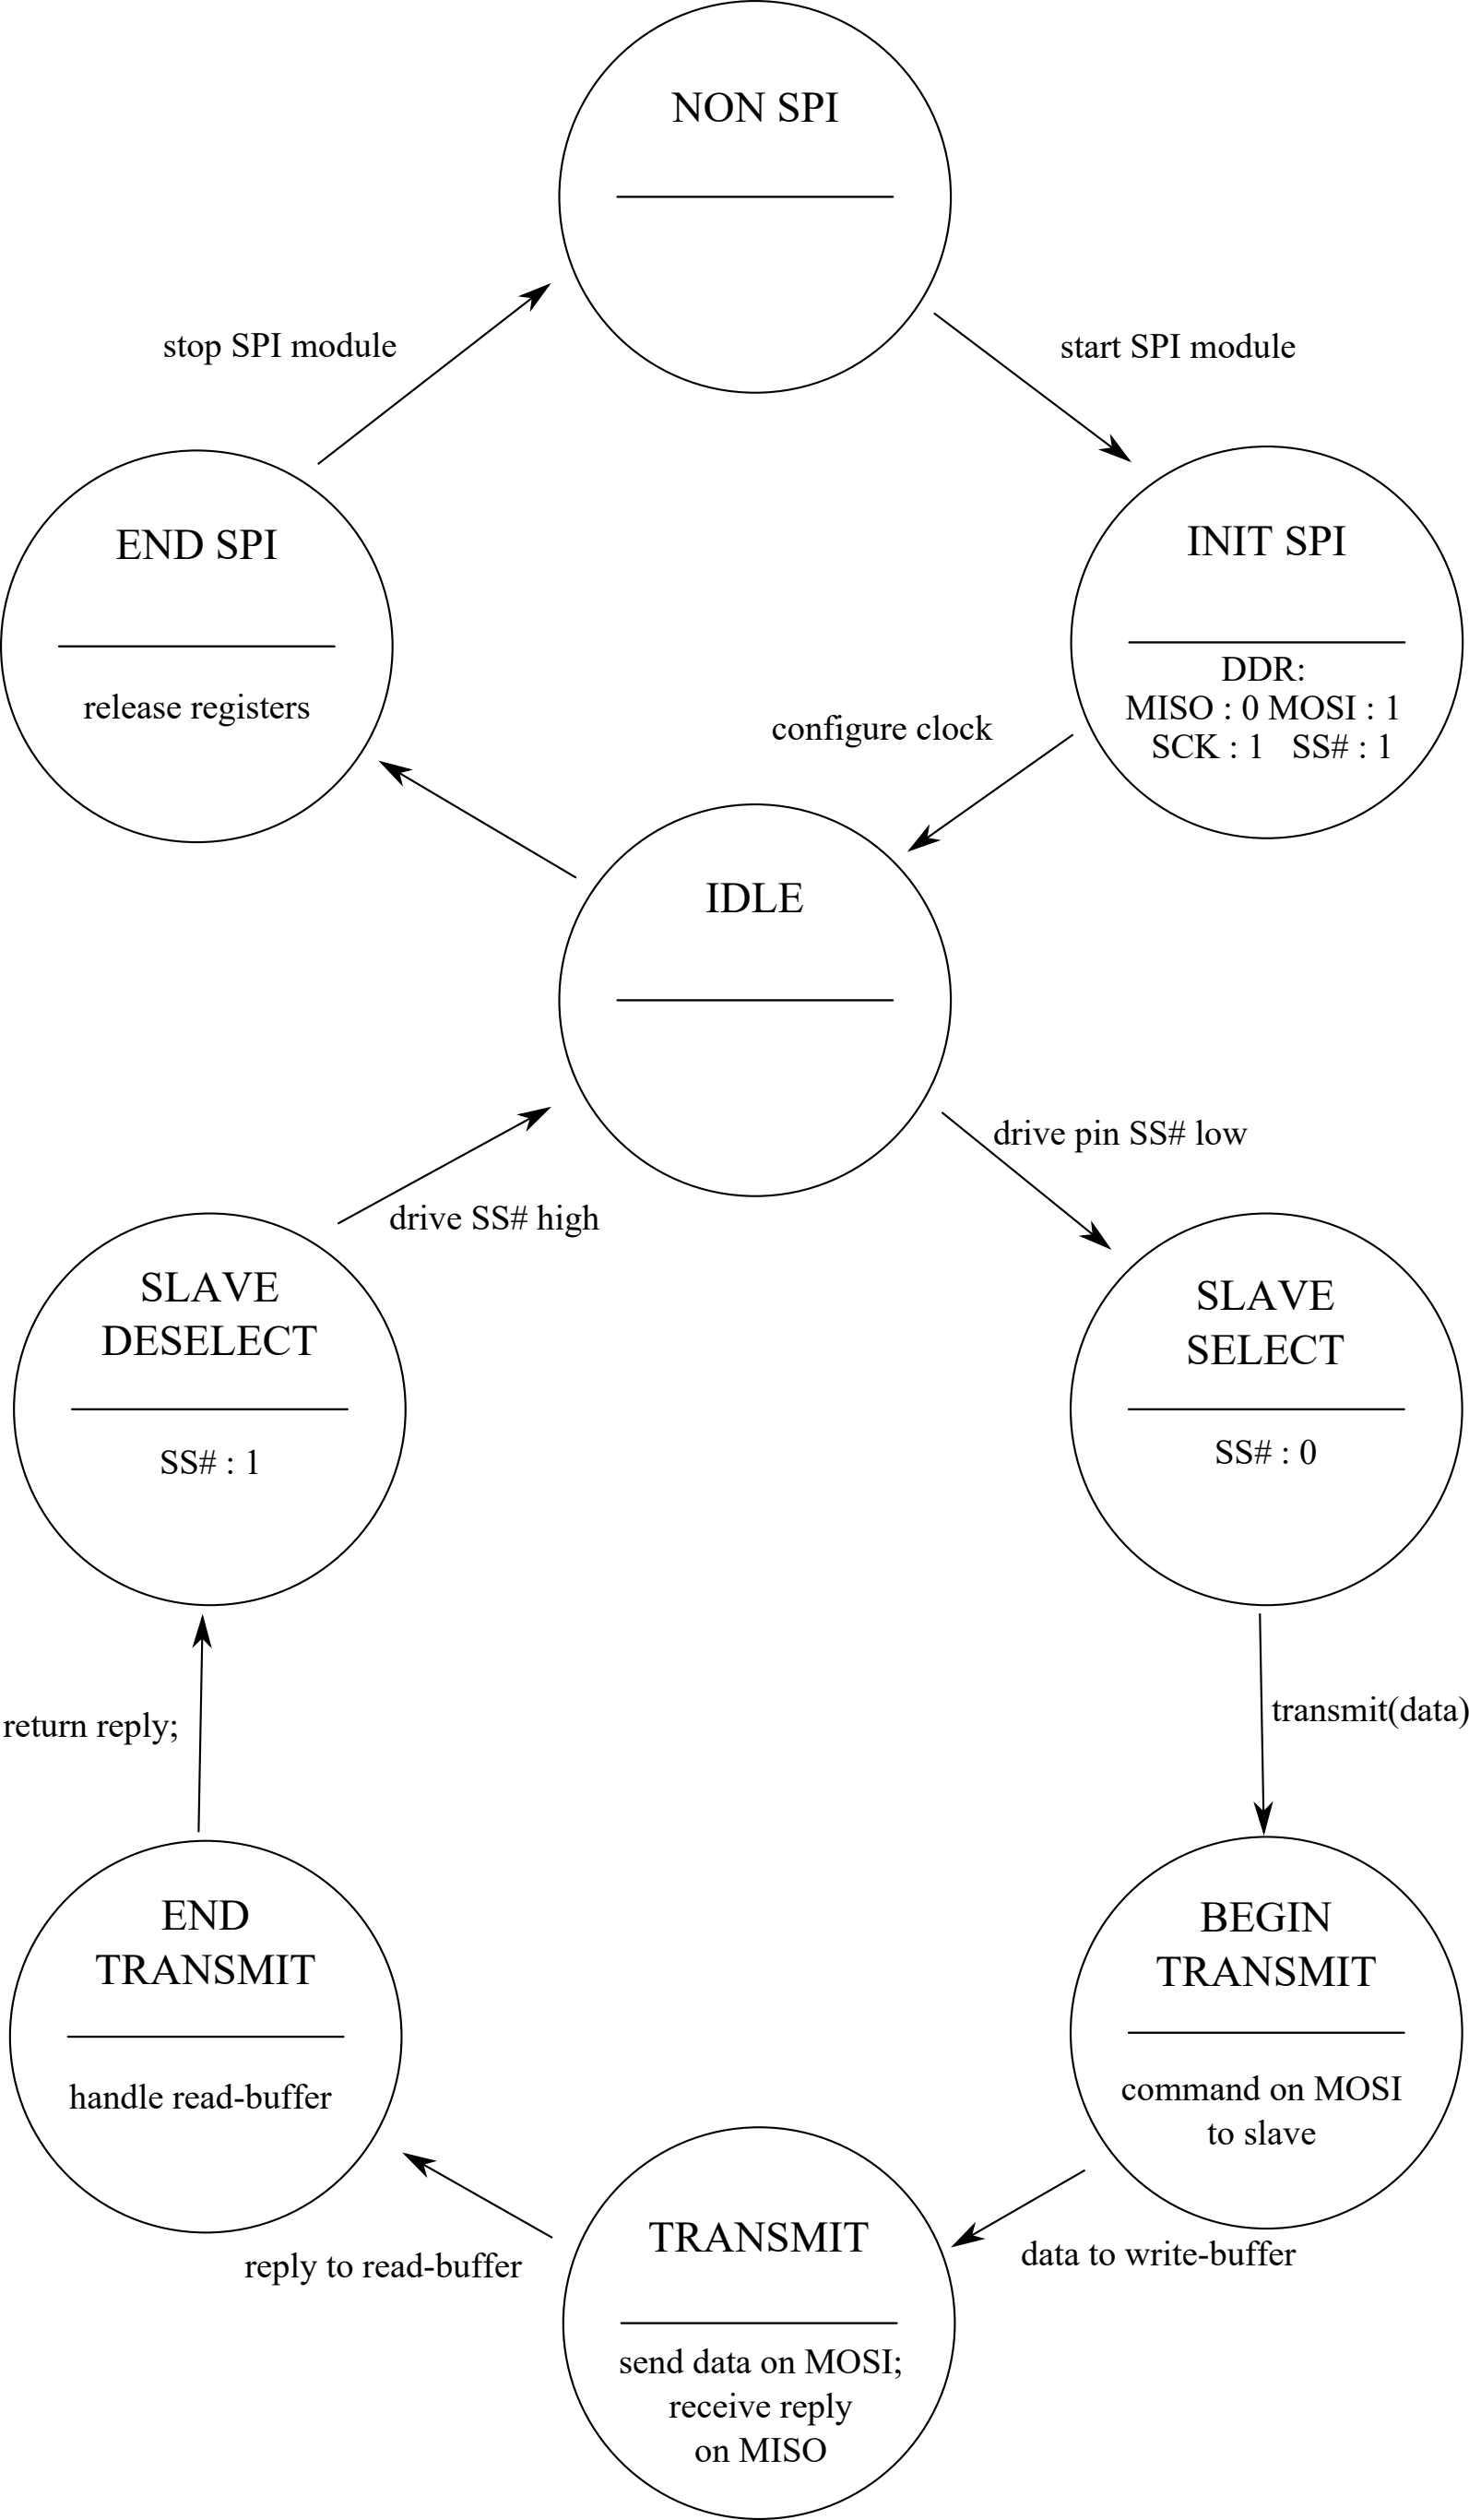 NON SPI
stop SPI module
start SPI module
END SPI
release registers
INIT SPI
DDR:
MISO : 0 MOSI : 1
SCK : 1   SS# : 1
configure clock
IDLE
drive pin SS# low
drive SS# high
SLAVE
DESELECT
SS# : 1
SLAVE
SELECT
SS# : 0
return reply;
transmit(data)
END
TRANSMIT
handle read-buffer
BEGIN
TRANSMIT
command on MOSI
to slave
reply to read-buffer
data to write-buffer
TRANSMIT
send data on MOSI;
receive reply
on MISO